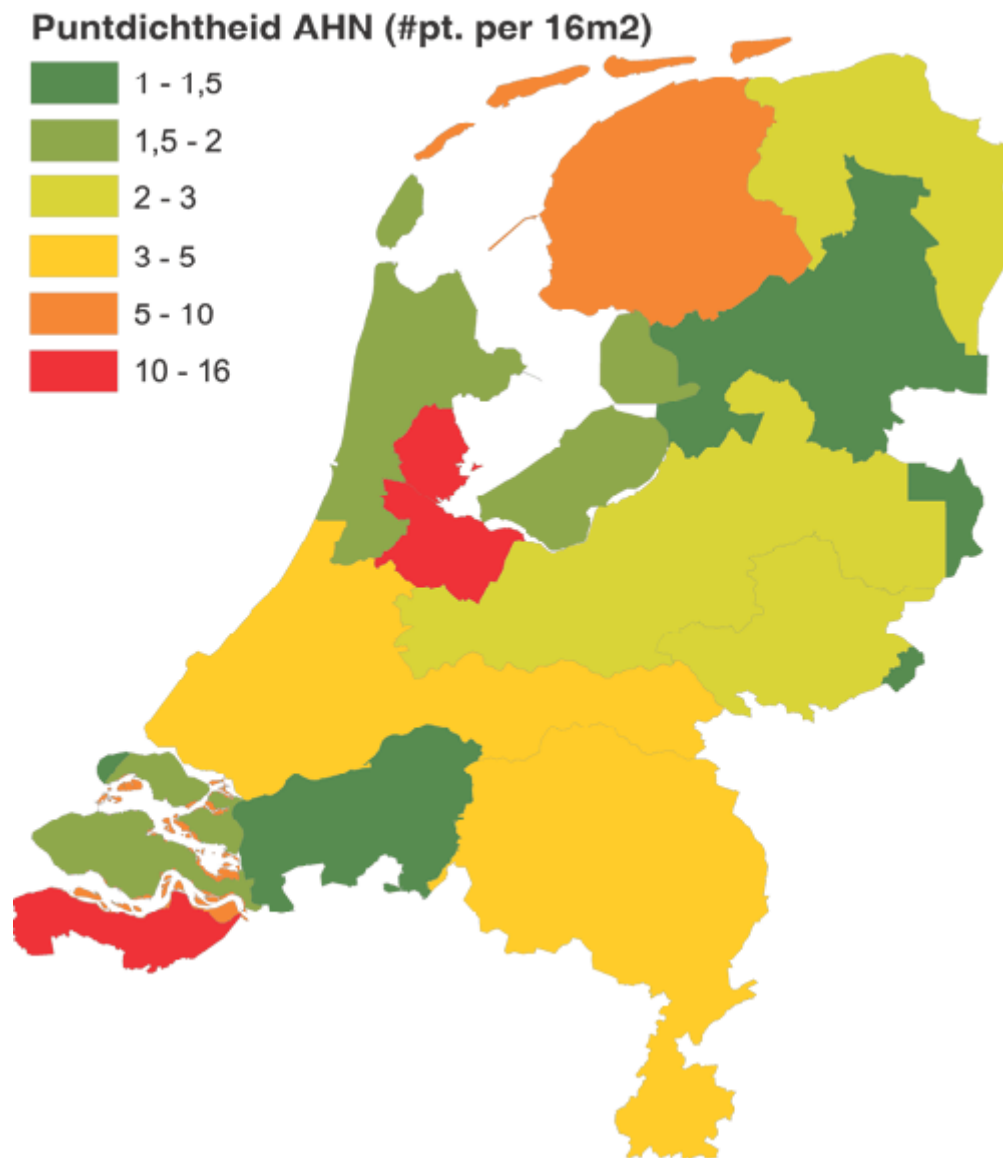 Puntdichtheid AHN (#pt. per 16m2)
1 - 1,5
1,5 - 2
2 - 3
3 - 5
5 - 10
10 - 16